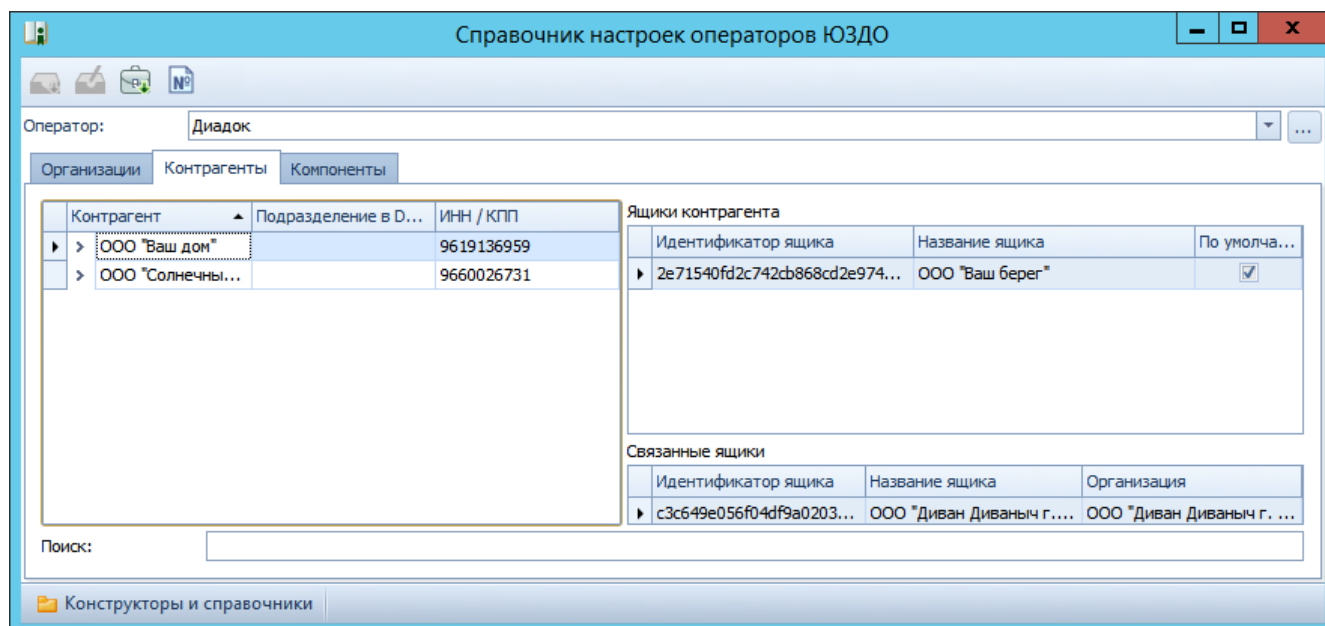 Справочник настроек операторов ЮЗДО
Nº
Оператор: Диадок ...
Организации Контрагенты Компоненты
Контрагент Подразделение в D... ИНН / КПП
ООО "Ваш дом" 9619136959
ООО "Солнечны... 9660026731
Ящики контрагента
Идентификатор ящика Название ящика По умолча...
2e71540fd2c742cb868cd2e974... ООО "Ваш берег"
Связанные ящики
Идентификатор ящика Название ящика Организация
c3c649e056f04df9a0203... ООО "Диван Диваныч г.... ООО "Диван Диваныч г. ...
Поиск:
Конструкторы и справочники